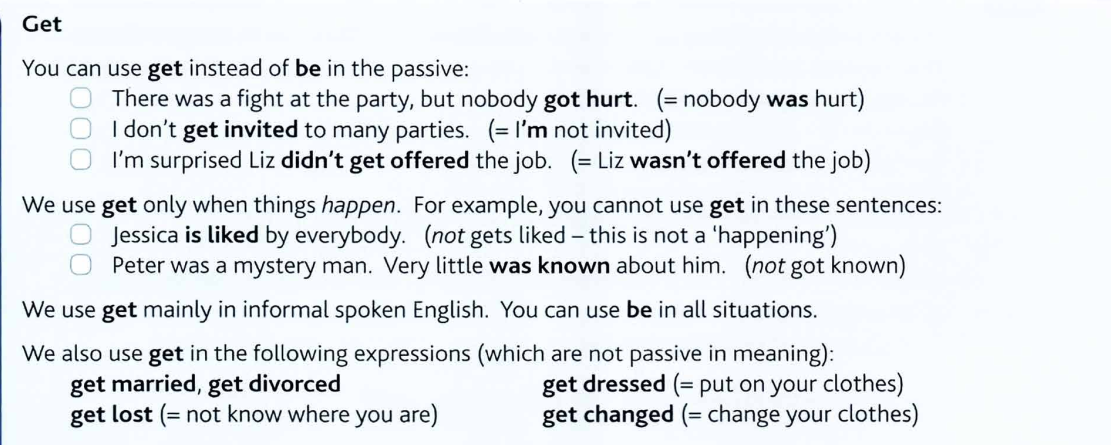 Get
You can use get instead of be in the passive:
There was a fight at the party, but nobody got hurt. (= nobody was hurt)
I don't get invited to many parties. (= I'm not invited)
I'm surprised Liz didn't get offered the job. (= Liz wasn't offered the job)
We use get only when things happen. For example, you cannot use get in these sentences:
Jessica is liked by everybody. (not gets liked – this is not a 'happening')
Peter was a mystery man. Very little was known about him. (not got known)
We use get mainly in informal spoken English. You can use be in all situations.
We also use get in the following expressions (which are not passive in meaning):
get married, get divorced get dressed (= put on your clothes)
get lost (= not know where you are) get changed (= change your clothes)